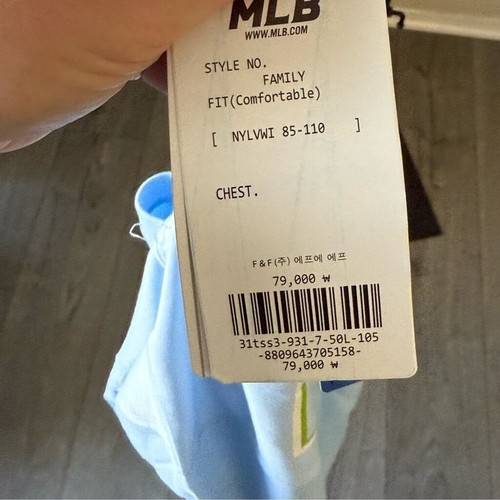 MLB
WWW.MLB.COM
STYLE NO.
FAMILY
FIT(Comfortable)
[ NYLVWI 85-110 ]
CHEST.
F&F(주) 에프에 에프
79,000 ₩
31tss3-931-7-50L-105
-8809643705158-
79,000 ₩